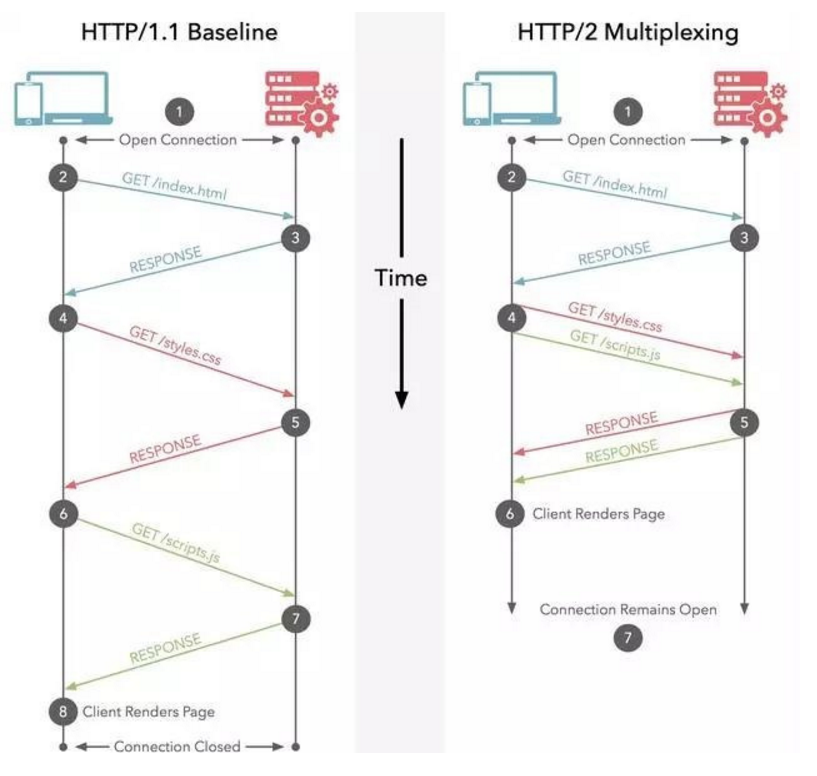 HTTP/1.1 Baseline
1
Open Connection
2
GET /index.html
3
RESPONSE
4
GET /styles.css
5
RESPONSE
6
GET /scripts.js
7
RESPONSE
8 Client Renders Page
Connection Closed
Time
HTTP/2 Multiplexing
1
Open Connection
2
GET /index.html
3
RESPONSE
4
GET /styles.css
GET /scripts.js
5
RESPONSE
RESPONSE
6 Client Renders Page
Connection Remains Open
7